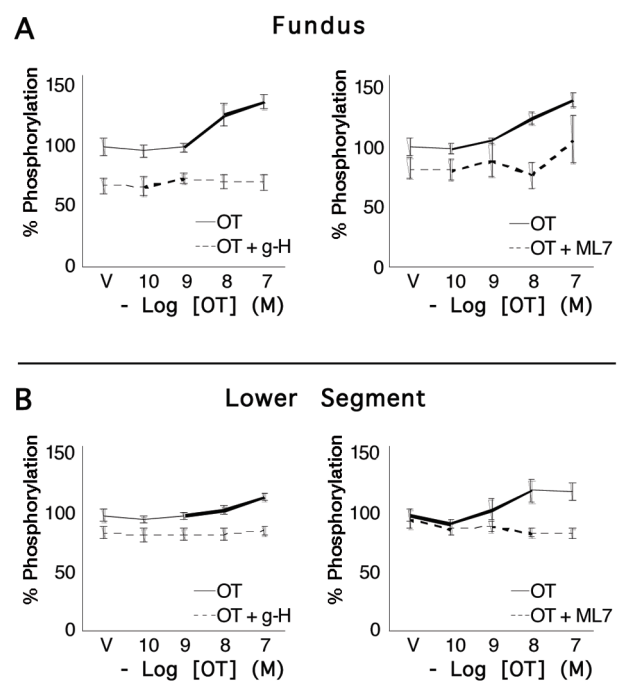 A
Fundus
% Phosphorylation
150
100
50
0
OT
OT + g-H
V 10 9 8 7
- Log [OT] (M)
% Phosphorylation
150
100
50
0
OT
OT + ML7
V 10 9 8 7
- Log [OT] (M)
B
Lower Segment
% Phosphorylation
150
100
50
0
OT
OT + g-H
V 10 9 8 7
- Log [OT] (M)
% Phosphorylation
150
100
50
0
OT
OT + ML7
V 10 9 8 7
- Log [OT] (M)